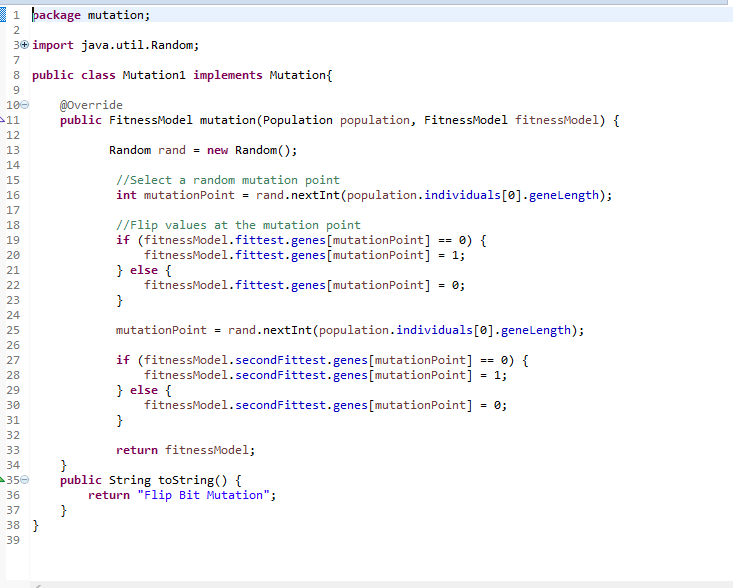 1 package mutation;
2
3 import java.util.Random;
7
8 public class Mutation1 implements Mutation{
9
10     @Override
11     public FitnessModel mutation(Population population, FitnessModel fitnessModel) {
12
13            Random rand = new Random();
14
15             //Select a random mutation point
16             int mutationPoint = rand.nextInt(population.individuals[0].geneLength);
17
18             //Flip values at the mutation point
19             if (fitnessModel.fittest.genes[mutationPoint] == 0) {
20                 fitnessModel.fittest.genes[mutationPoint] = 1;
21             } else {
22                 fitnessModel.fittest.genes[mutationPoint] = 0;
23             }
24
25             mutationPoint = rand.nextInt(population.individuals[0].geneLength);
26
27             if (fitnessModel.secondFittest.genes[mutationPoint] == 0) {
28                 fitnessModel.secondFittest.genes[mutationPoint] = 1;
29             } else {
30                 fitnessModel.secondFittest.genes[mutationPoint] = 0;
31             }
32
33             return fitnessModel;
34     }
35     public String toString() {
36         return "Flip Bit Mutation";
37     }
38 }
39